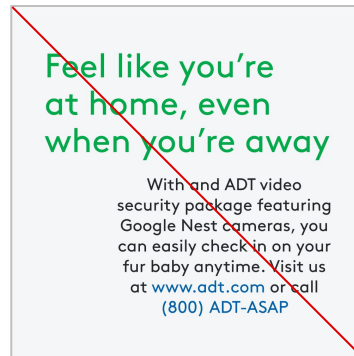 Feel like you're
at home, even
when you're away
With and ADT video
security package featuring
Google Nest cameras, you
can easily check in on your
fur baby anytime. Visit us
at www.adt.com or call
(800) ADT-ASAP